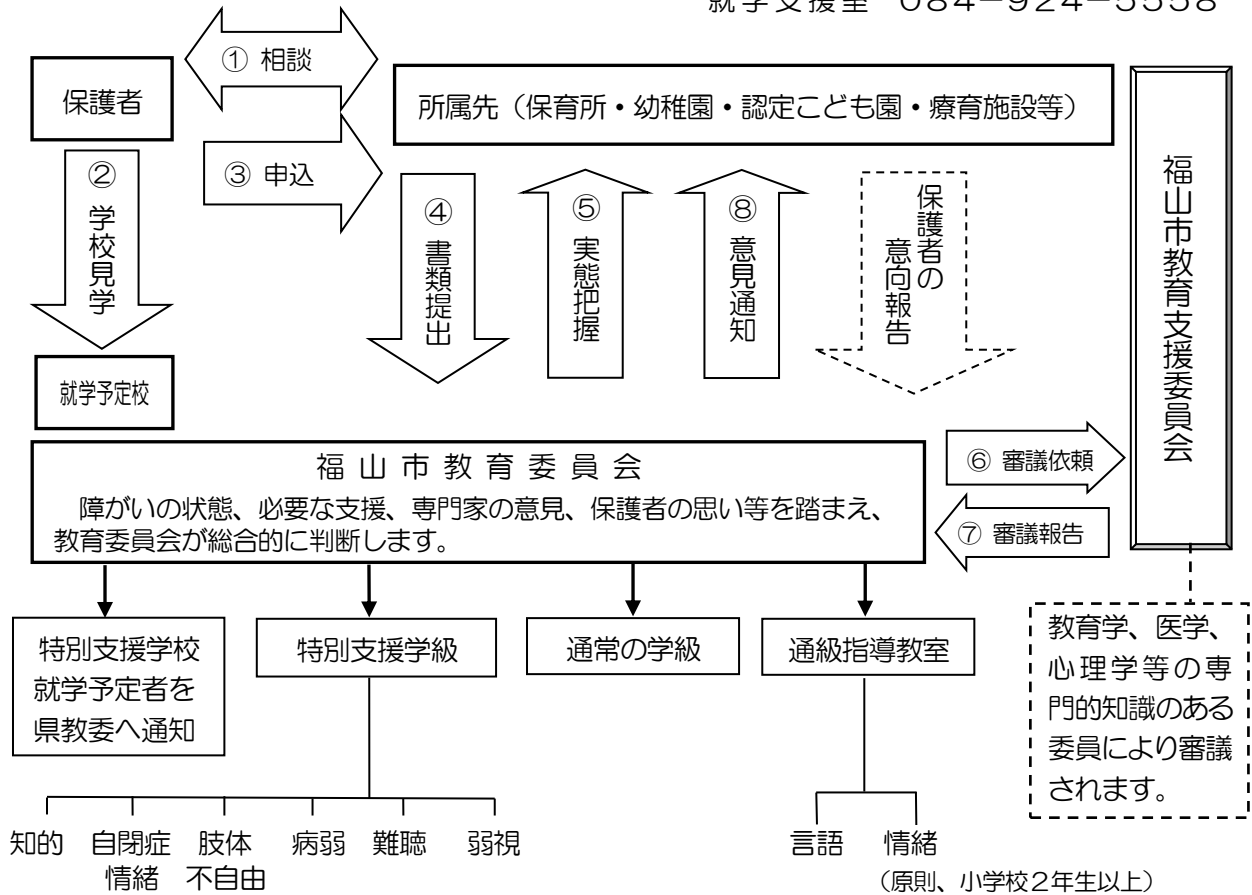 就学支援室 ０８４－９２４－５５５８
① 相談
保護者
所属先（保育所・幼稚園・認定こども園・療育施設等）
③ 申込
② 学校見学
④ 書類提出
⑤ 実態把握
⑧ 意見通知
保護者の
意向報告
福山市教育支援委員会
就学予定校
福山市教育委員会
障がいの状態、必要な支援、専門家の意見、保護者の思い等を踏まえ、
教育委員会が総合的に判断します。
⑥ 審議依頼
⑦ 審議報告
特別支援学校
就学予定者を
県教委へ通知
特別支援学級
通常の学級
通級指導教室
教育学、医学、
心理学等の専
門的知識のある
委員により審議
されます。
知的
自閉症
情緒
肢体
不自由
病弱
難聴
弱視
言語
情緒
（原則、小学校２年生以上）